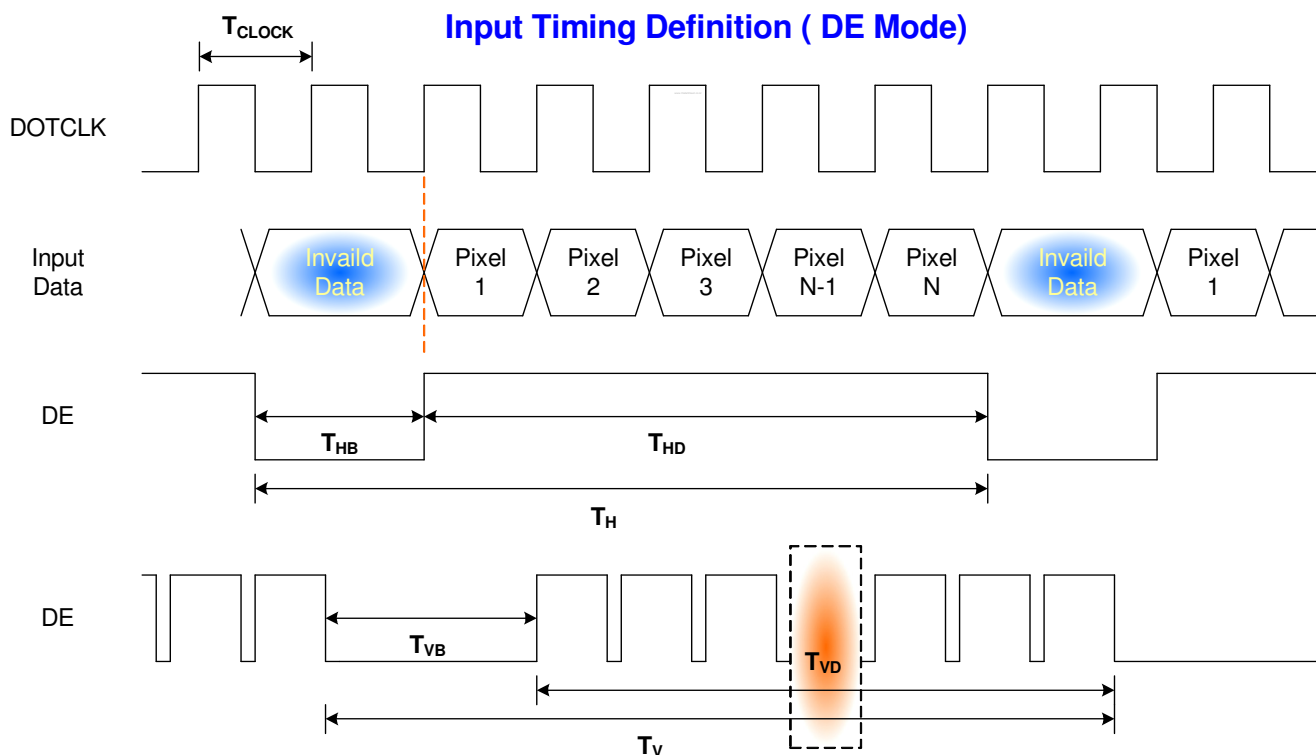 Input Timing Definition ( DE Mode)
TCLOCK
DOTCLK
Input
Data
Invaild
Data
Pixel
1
Pixel
2
Pixel
3
Pixel
N-1
Pixel
N
Invaild
Data
Pixel
1
DE
THB
THD
TH
DE
TVB
TVD
TV